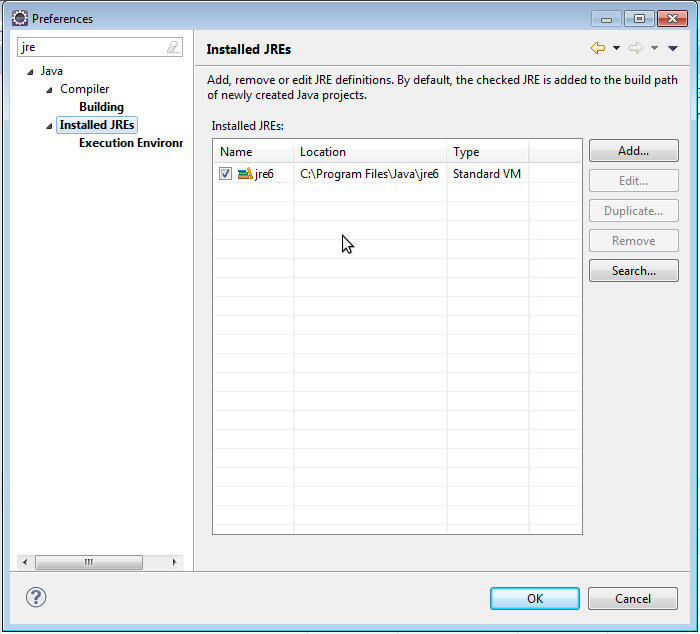 Preferences
jre
Installed JREs
Java
Compiler
Building
Installed JREs
Execution Environr
Add, remove or edit JRE definitions. By default, the checked JRE is added to the build path
of newly created Java projects.
Installed JREs:
Name Location Type
jre6 C:\Program Files\Java\jre6 Standard VM
Add...
Edit...
Duplicate...
Remove
Search...
?
OK Cancel